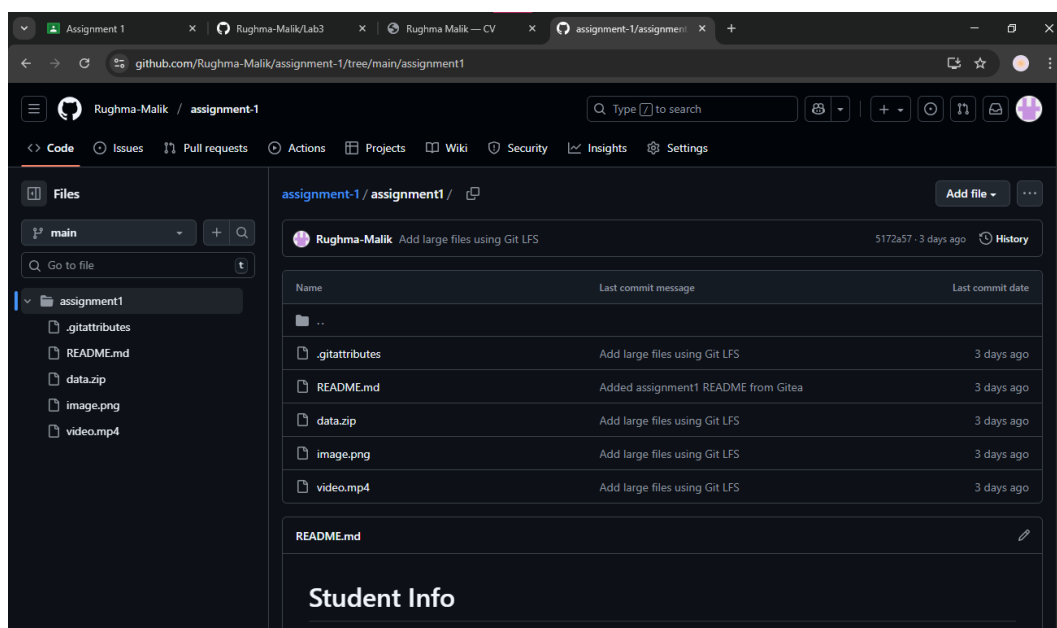 Assignment 1
Rughma-Malik/Lab3
Rughma Malik — CV
assignment-1/assignment
github.com/Rughma-Malik/assignment-1/tree/main/assignment1
Rughma-Malik / assignment-1
Type / to search
Code Issues Pull requests Actions Projects Wiki Security Insights Settings
Files
main
Go to file t
assignment1
.gitattributes
README.md
data.zip
image.png
video.mp4
assignment-1 / assignment1 /
Add file
Rughma-Malik Add large files using Git LFS 5172a57 · 3 days ago History
Name Last commit message Last commit date
..
.gitattributes Add large files using Git LFS 3 days ago
README.md Added assignment1 README from Gitea 3 days ago
data.zip Add large files using Git LFS 3 days ago
image.png Add large files using Git LFS 3 days ago
video.mp4 Add large files using Git LFS 3 days ago
README.md
Student Info